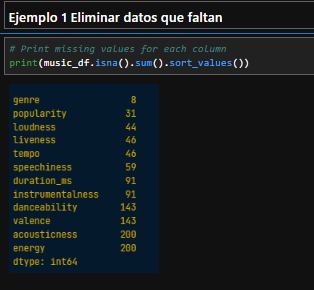 Ejemplo 1 Eliminar datos que faltan
# Print missing values for each column
print(music_df.isna().sum().sort_values())
genre 8
popularity 31
loudness 44
liveness 46
tempo 46
speechiness 59
duration_ms 91
instrumentalness 91
danceability 143
valence 143
acousticness 200
energy 200
dtype: int64